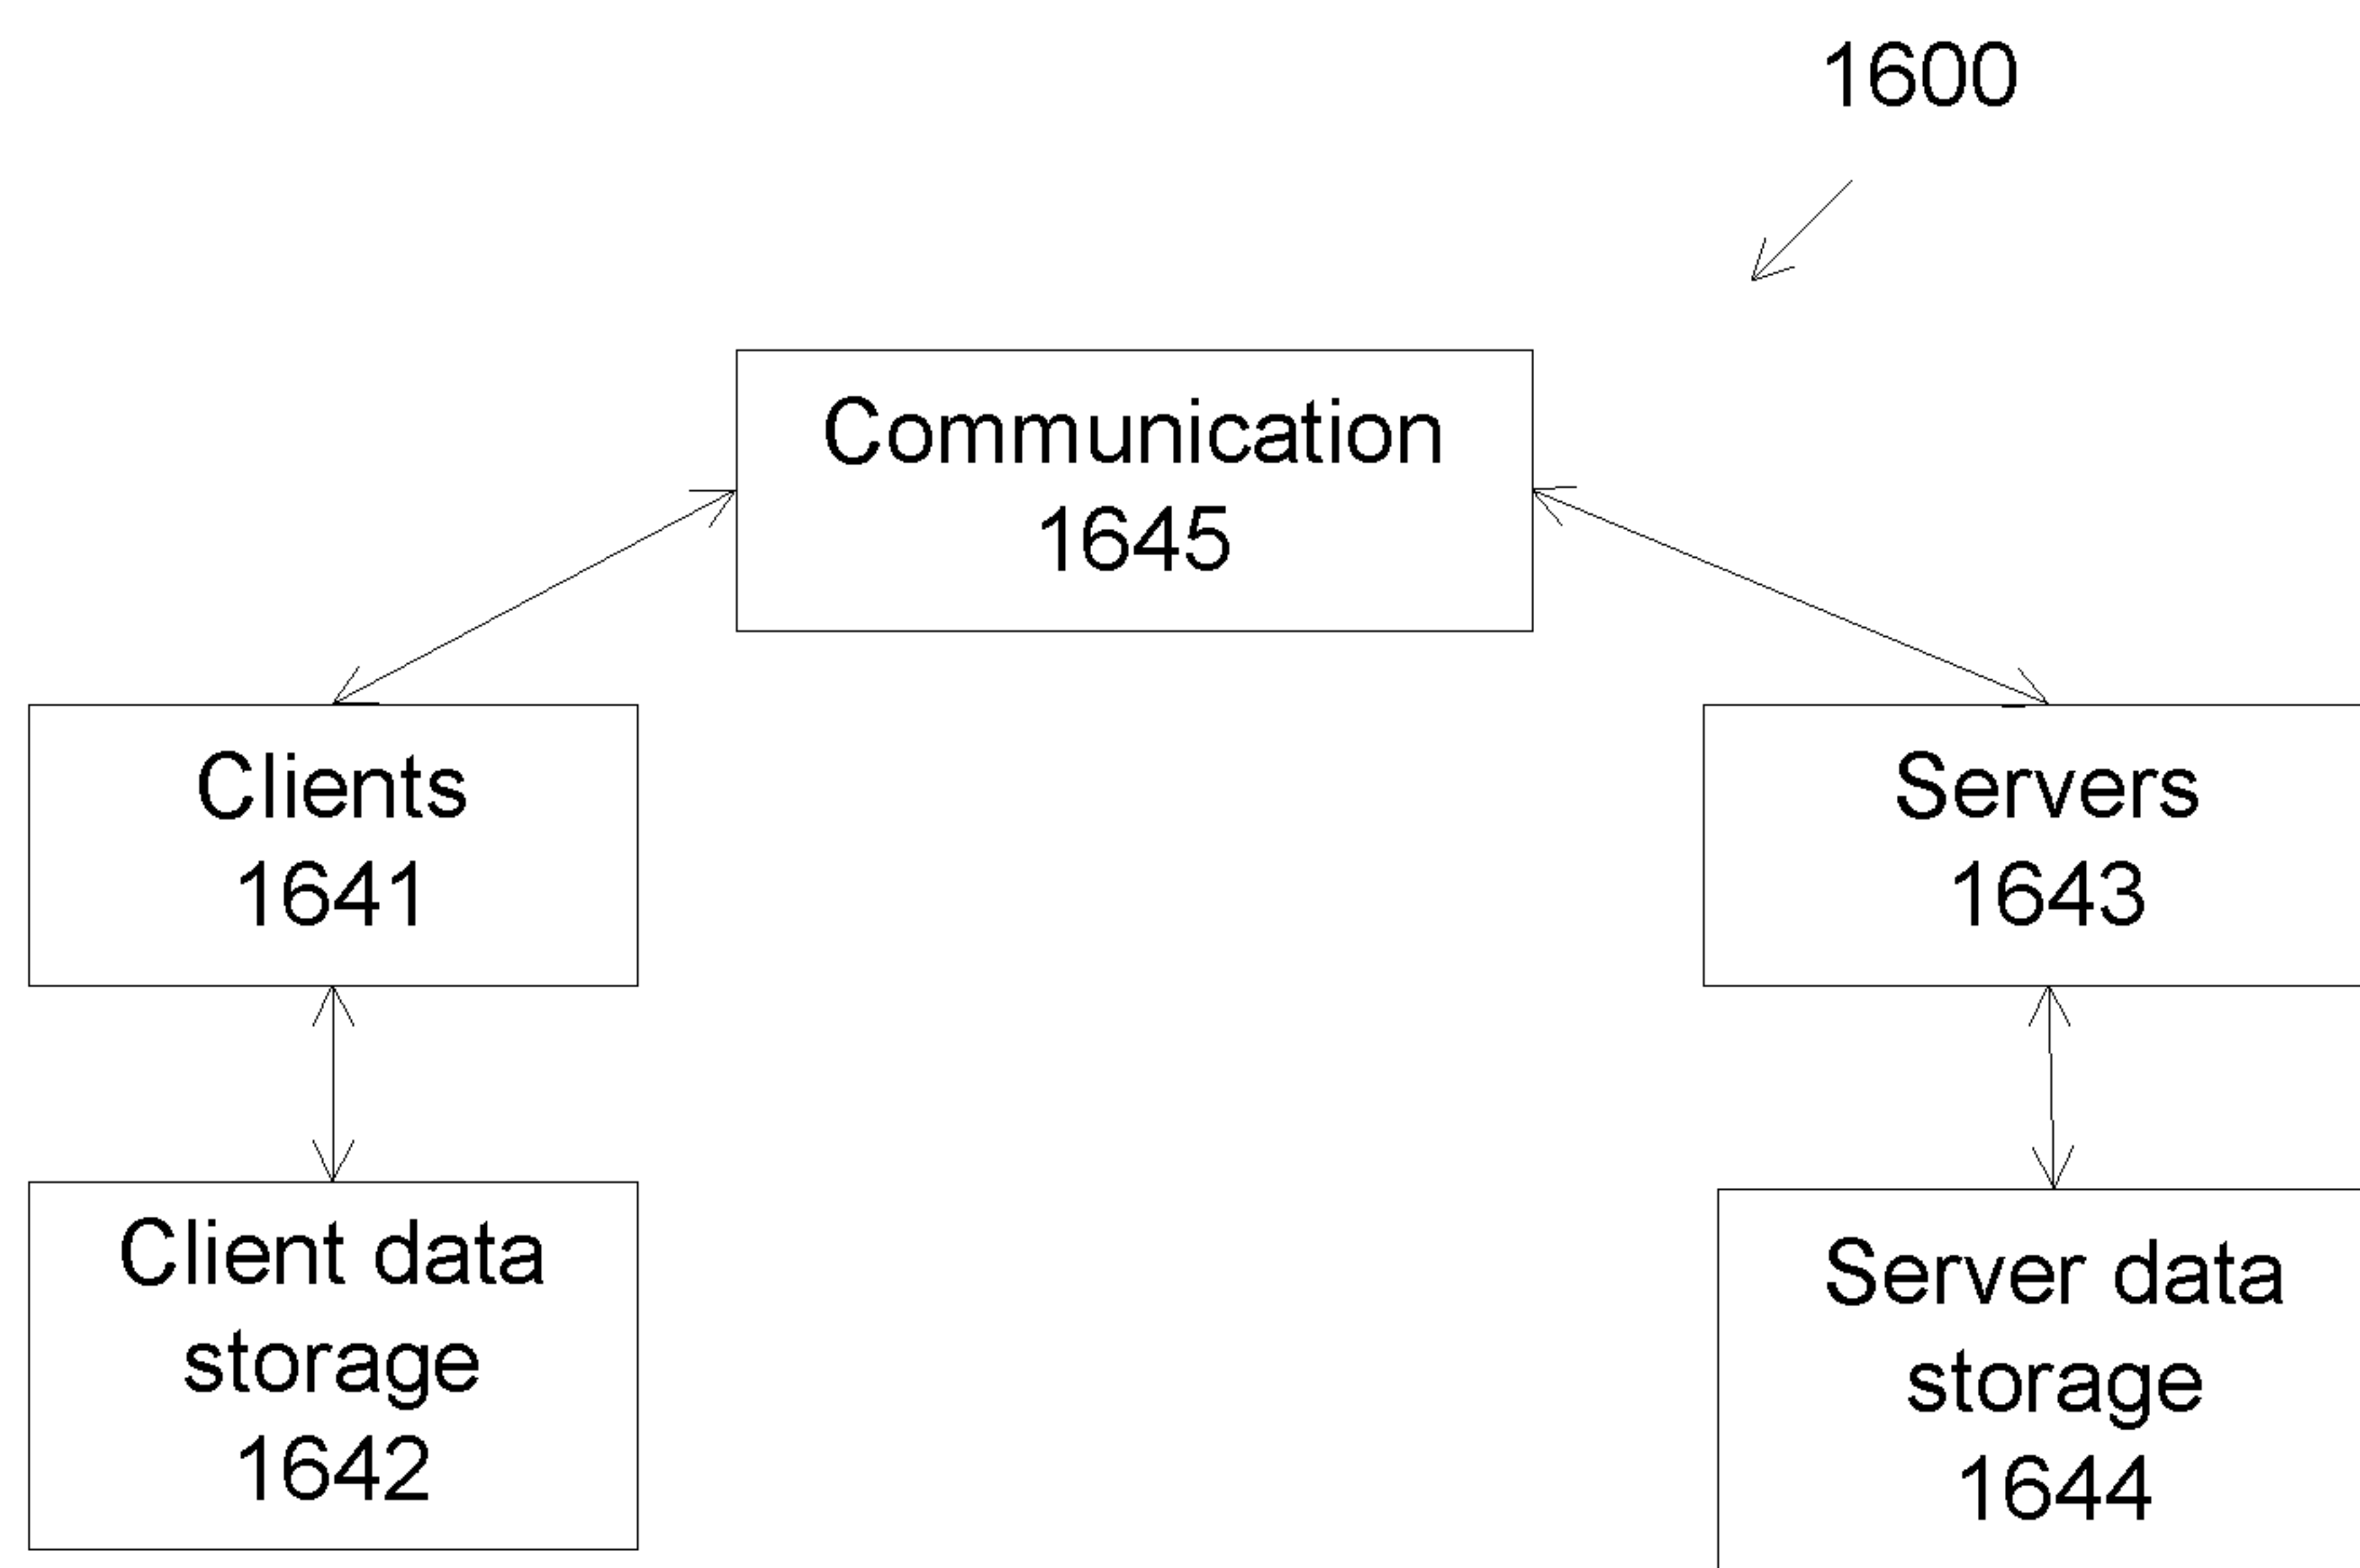 1600
Communication
1645
Clients
1641
Servers
1643
Client data
storage
1642
Server data
storage
1644